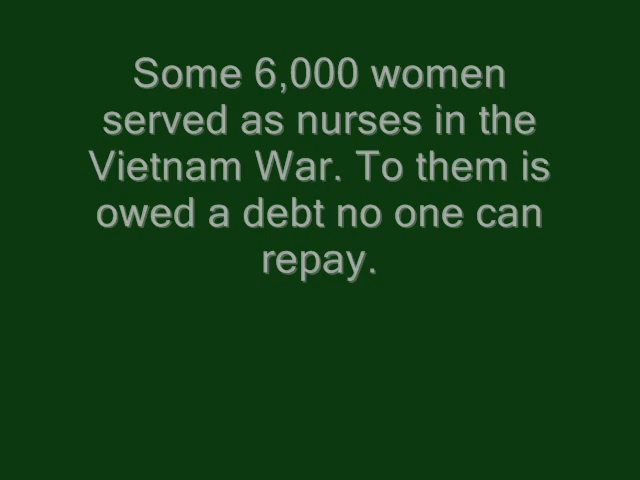 Some 6,000 women
served as nurses in the
Vietnam War. To them is
owed a debt no one can
repay.